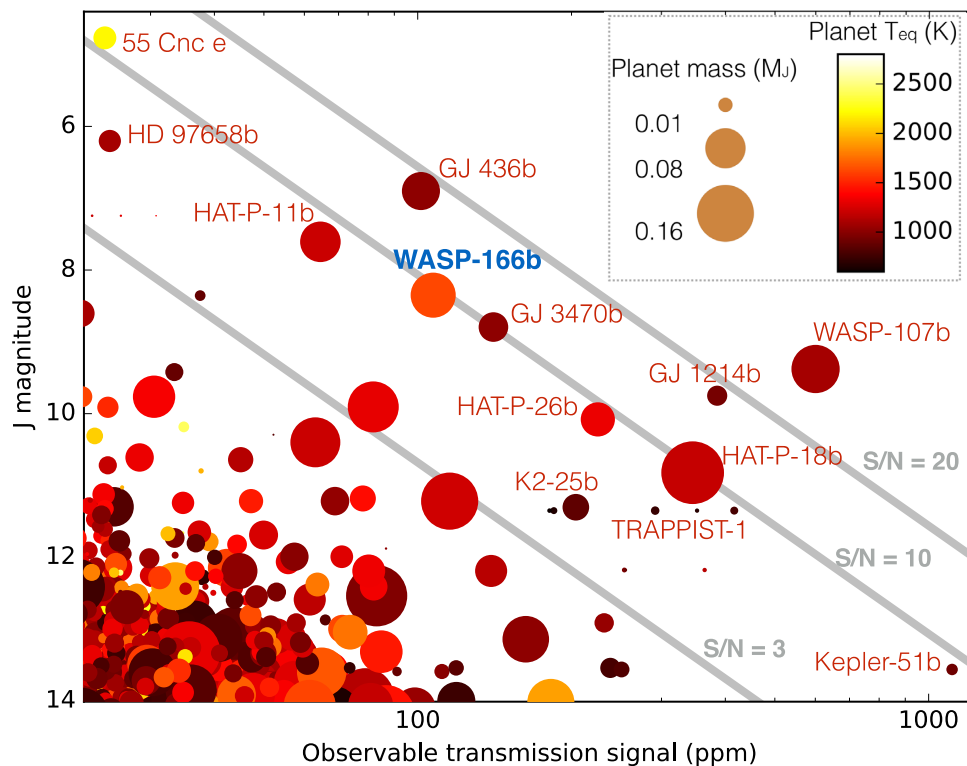 55 Cnc e
HD 97658b
GJ 436b
HAT-P-11b
WASP-166b
GJ 3470b
WASP-107b
GJ 1214b
HAT-P-26b
HAT-P-18b
K2-25b
TRAPPIST-1
Kepler-51b
S/N = 20
S/N = 10
S/N = 3
Planet mass (MJ)
0.01
0.08
0.16
Planet Teq (K)
2500
2000
1500
1000
J magnitude
6
8
10
12
14
100
1000
Observable transmission signal (ppm)